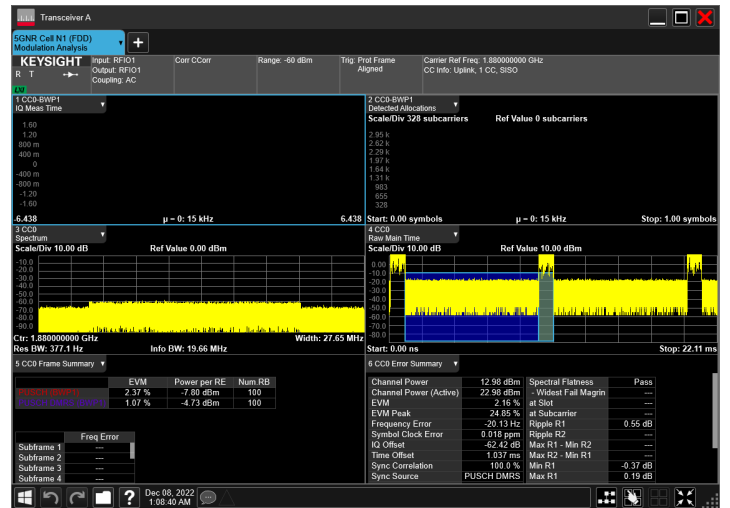 Transceiver A
5GNR Cell N1 (FDD)
Modulation Analysis
KEYSIGHT
R T
LXI
Input: RFIO1
Output: RFIO1
Coupling: AC
Corr CCorr
Range: -60 dBm
Trig: Prot Frame
Aligned
Carrier Ref Freq: 1.880000000 GHz
CC Info: Uplink, 1 CC, SISO
1 CC0-BWP1
IQ Meas Time
1.60
1.20
800 m
400 m
0
-400 m
-800 m
-1.20
-1.60
-6.438
μ = 0: 15 kHz
6.438
2 CC0-BWP1
Detected Allocations
Scale/Div 328 subcarriers
Ref Value 0 subcarriers
2.95 k
2.62 k
2.29 k
1.97 k
1.64 k
1.31 k
983
655
328
Start: 0.00 symbols
μ = 0: 15 kHz
Stop: 1.00 symbols
3 CC0
Spectrum
Scale/Div 10.00 dB
Ref Value 0.00 dBm
-10.0
-20.0
-30.0
-40.0
-50.0
-60.0
-70.0
-80.0
-90.0
Ctr: 1.880000000 GHz
Width: 27.65 MHz
Res BW: 377.1 Hz
Info BW: 19.66 MHz
4 CC0
Raw Main Time
Scale/Div 10.00 dB
Ref Value 10.00 dBm
0.00
-10.0
-20.0
-30.0
-40.0
-50.0
-60.0
-70.0
-80.0
Start: 0.00 ns
Stop: 22.11 ms
5 CC0 Frame Summary
EVM Power per RE Num.RB
2.37 % -7.80 dBm 100
1.07 % -4.73 dBm 100
Freq Error
Subframe 1 ---
Subframe 2 ---
Subframe 3 ---
Subframe 4 ---
6 CC0 Error Summary
Channel Power 12.98 dBm Spectral Flatness Pass
Channel Power (Active) 22.98 dBm - Widest Fail Magrin ---
EVM 2.16 % at Slot ---
EVM Peak 24.85 % at Subcarrier ---
Frequency Error -20.13 Hz Ripple R1 0.55 dB
Symbol Clock Error 0.018 ppm Ripple R2 ---
IQ Offset -62.42 dB Max R1 - Min R2 ---
Time Offset 1.037 ms Max R2 - Min R1 ---
Sync Correlation 100.0 % Min R1 -0.37 dB
Sync Source PUSCH DMRS Max R1 0.19 dB
?
Dec 08, 2022
1:08:40 AM